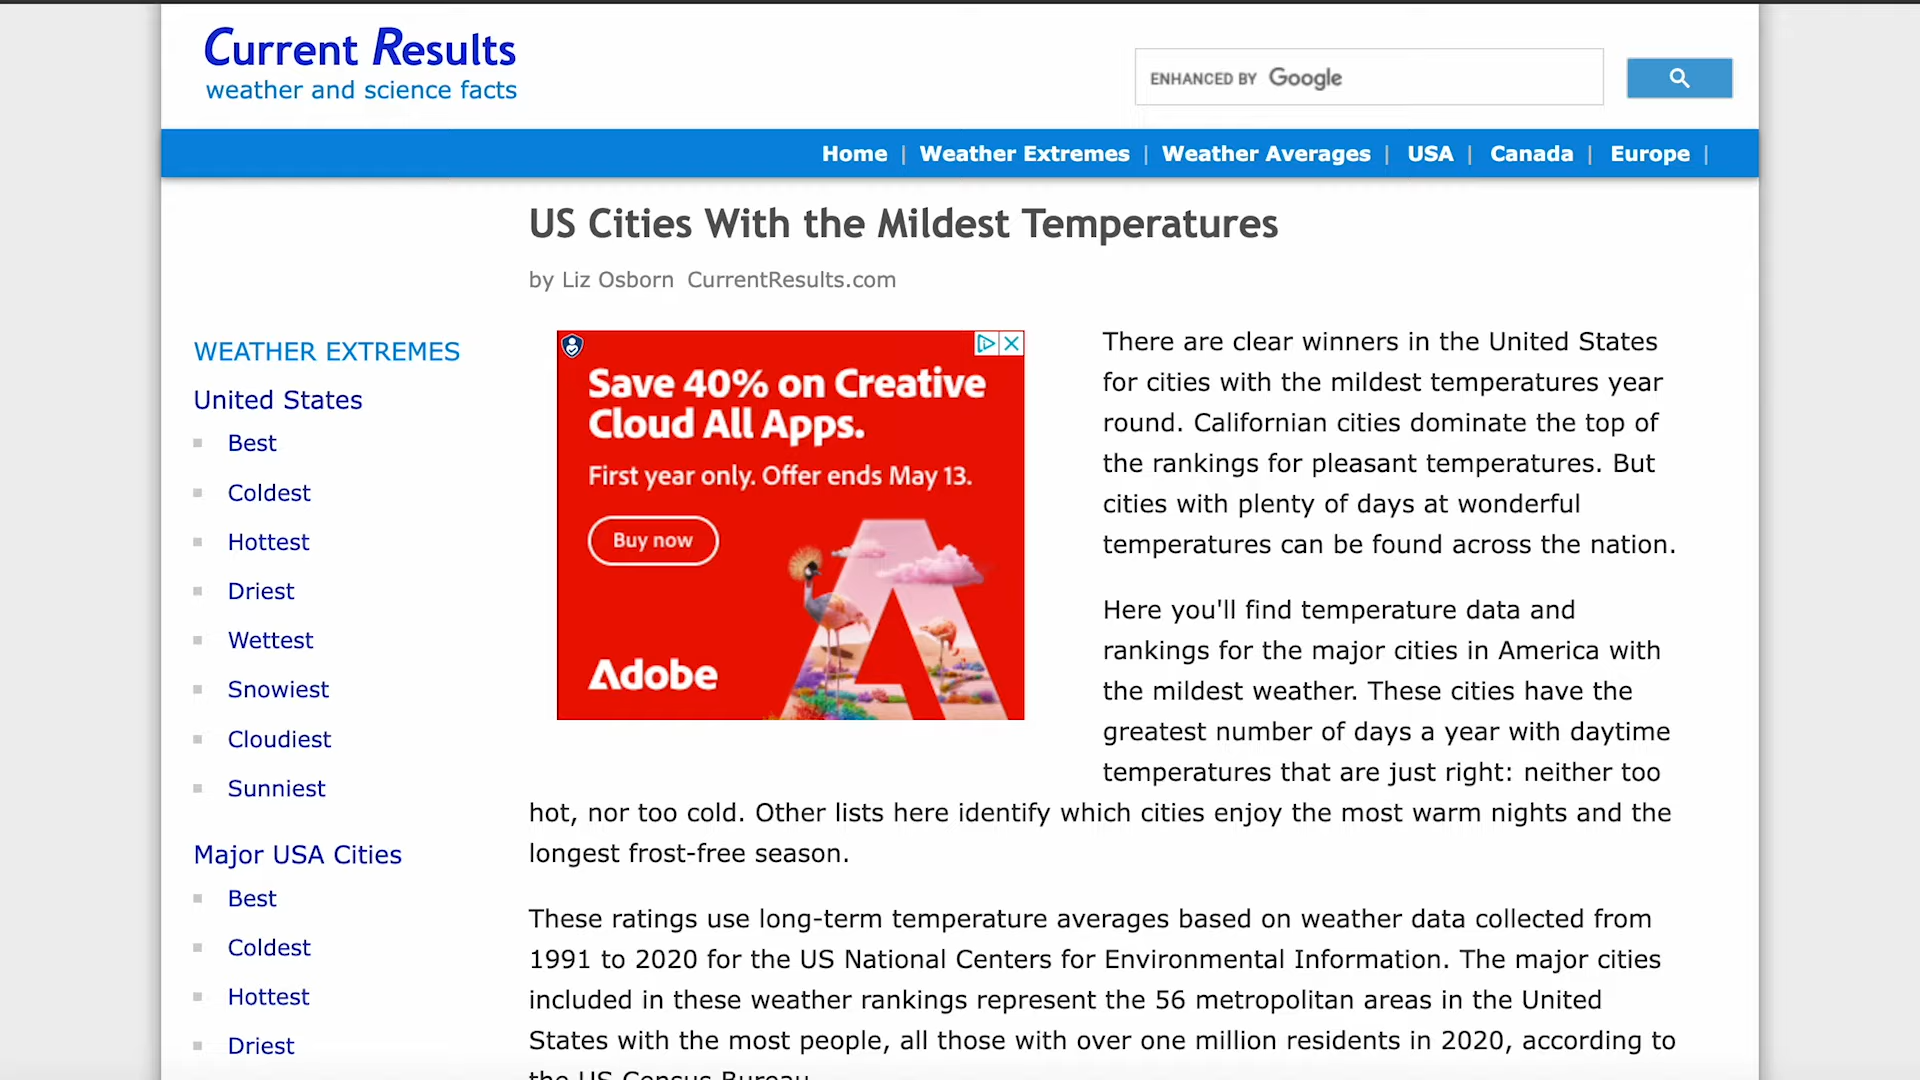 Current Results
weather and science facts
ENHANCED BY Google
Home | Weather Extremes | Weather Averages | USA | Canada | Europe |
US Cities With the Mildest Temperatures
by Liz Osborn CurrentResults.com
WEATHER EXTREMES
United States
Best
Coldest
Hottest
Driest
Wettest
Snowiest
Cloudiest
Sunniest
Major USA Cities
Best
Coldest
Hottest
Driest
Save 40% on Creative
Cloud All Apps.
First year only. Offer ends May 13.
Buy now
Adobe
There are clear winners in the United States
for cities with the mildest temperatures year
round. Californian cities dominate the top of
the rankings for pleasant temperatures. But
cities with plenty of days at wonderful
temperatures can be found across the nation.
Here you'll find temperature data and
rankings for the major cities in America with
the mildest weather. These cities have the
greatest number of days a year with daytime
temperatures that are just right: neither too
hot, nor too cold. Other lists here identify which cities enjoy the most warm nights and the
longest frost-free season.
These ratings use long-term temperature averages based on weather data collected from
1991 to 2020 for the US National Centers for Environmental Information. The major cities
included in these weather rankings represent the 56 metropolitan areas in the United
States with the most people, all those with over one million residents in 2020, according to
the US Census Bureau.